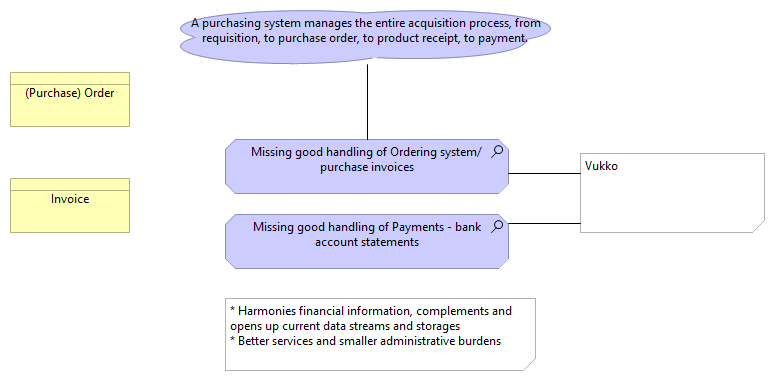 A purchasing system manages the entire acquisition process, from
requisition, to purchase order, to product receipt, to payment.
(Purchase) Order
Missing good handling of Ordering system/
purchase invoices
Vukko
Invoice
Missing good handling of Payments - bank
account statements
* Harmonies financial information, complements and
opens up current data streams and storages
* Better services and smaller administrative burdens